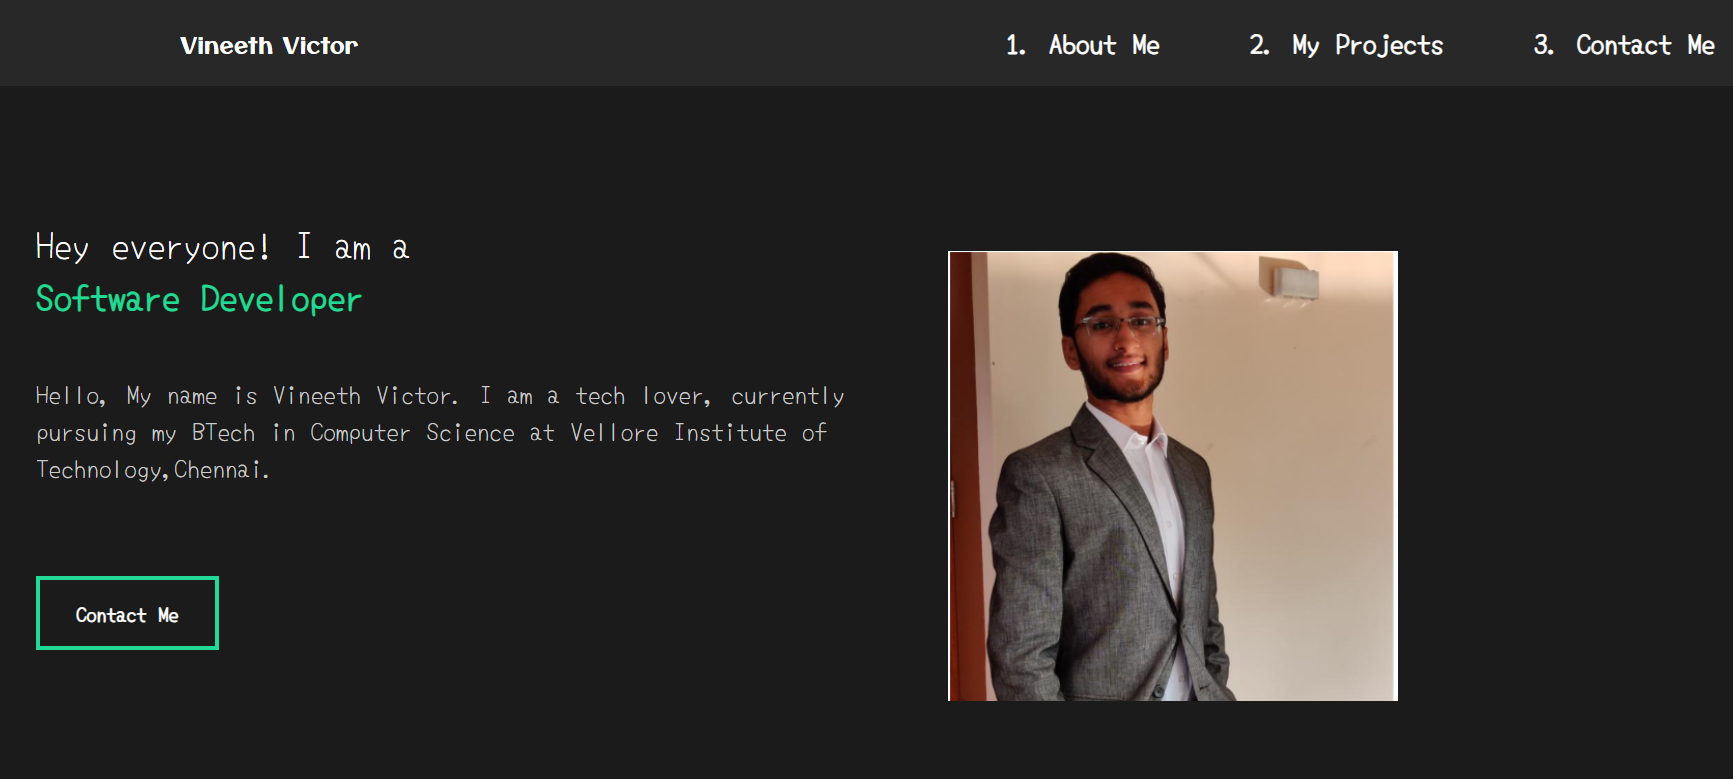 Vineeth Victor
1. About Me
2. My Projects
3. Contact Me
Hey everyone! I am a
Software Developer
Hello, My name is Vineeth Victor. I am a tech lover, currently
pursuing my BTech in Computer Science at Vellore Institute of
Technology,Chennai.
Contact Me